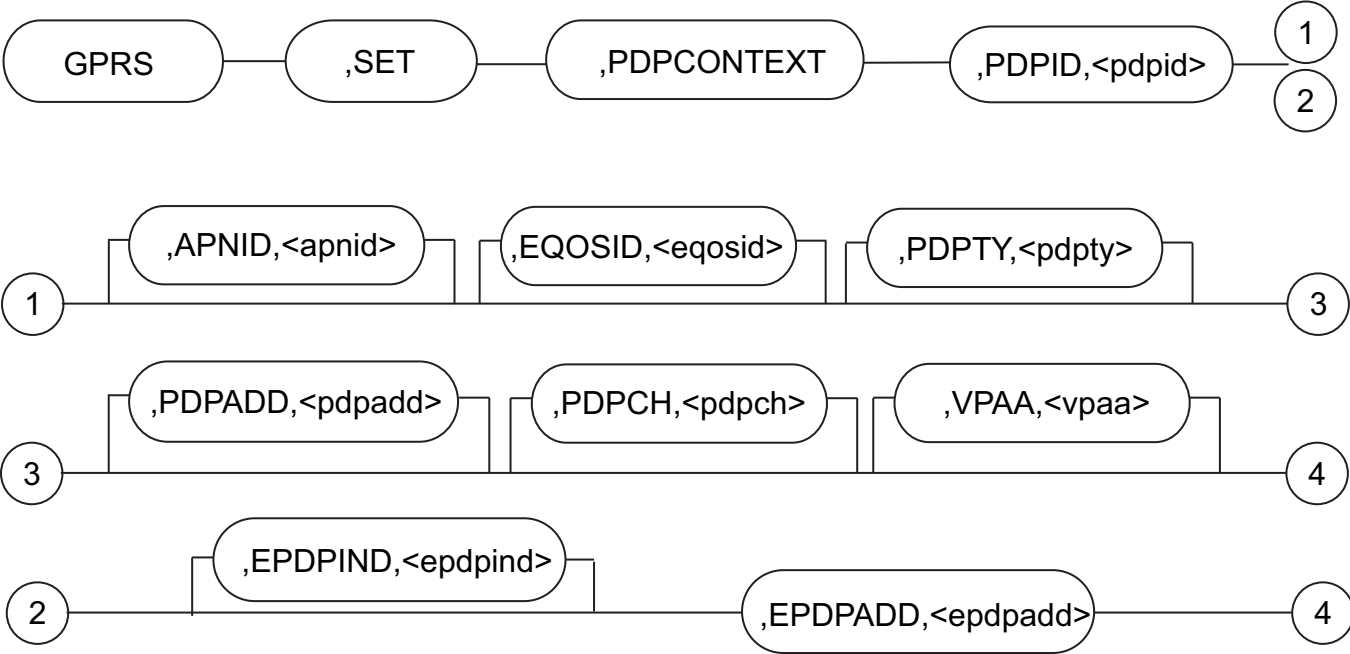 GPRS ,SET ,PDPCONTEXT ,PDPID,<pdpid> 1
2
,APNID,<apnid> ,EQOSID,<eqosid> ,PDPTY,<pdpty>
1 3
,PDPADD,<pdpadd> ,PDPCH,<pdpch> ,VPAA,<vpaa>
3 4
,EPDPIND,<epdpind>
2 ,EPDPADD,<epdpadd> 4